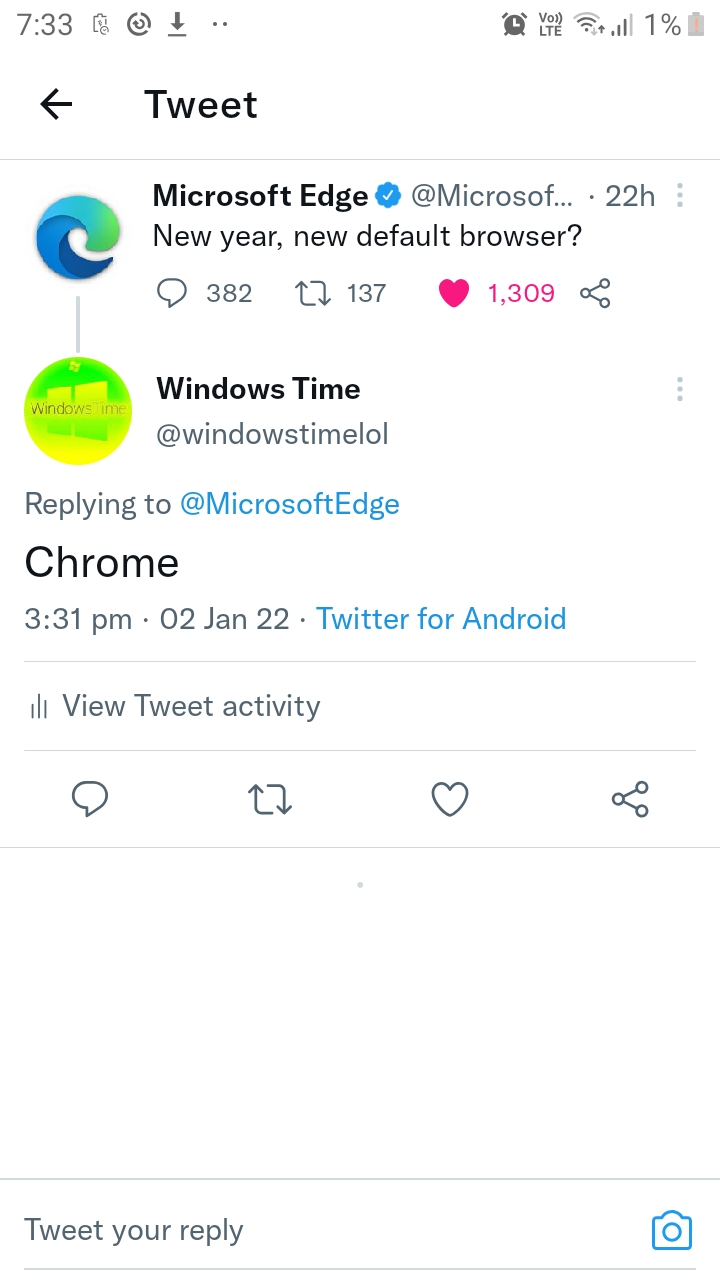 7:33 Vo)) LTE 1%
Tweet
Microsoft Edge @Microsof... · 22h
New year, new default browser?
382 137 1,309
WindowsTime
Windows Time
@windowstimelol
Replying to @MicrosoftEdge
Chrome
3:31 pm · 02 Jan 22 · Twitter for Android
View Tweet activity
Tweet your reply